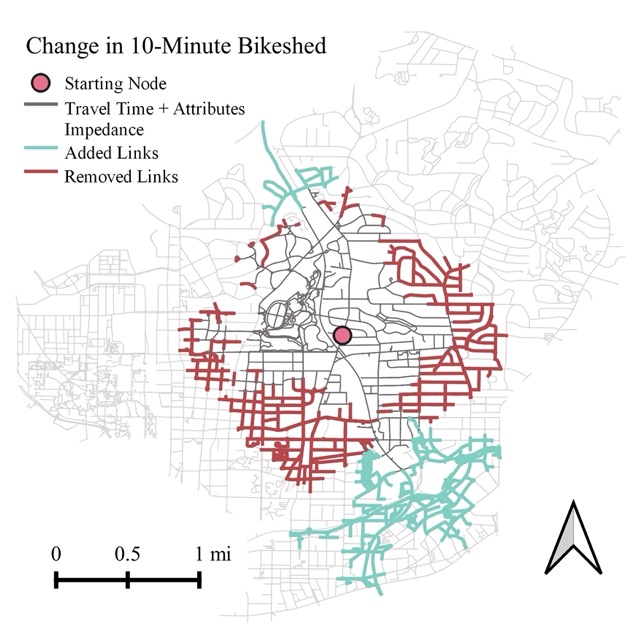 Change in 10-Minute Bikeshed
Starting Node
Travel Time + Attributes
Impedance
Added Links
Removed Links
0 0.5 1 mi